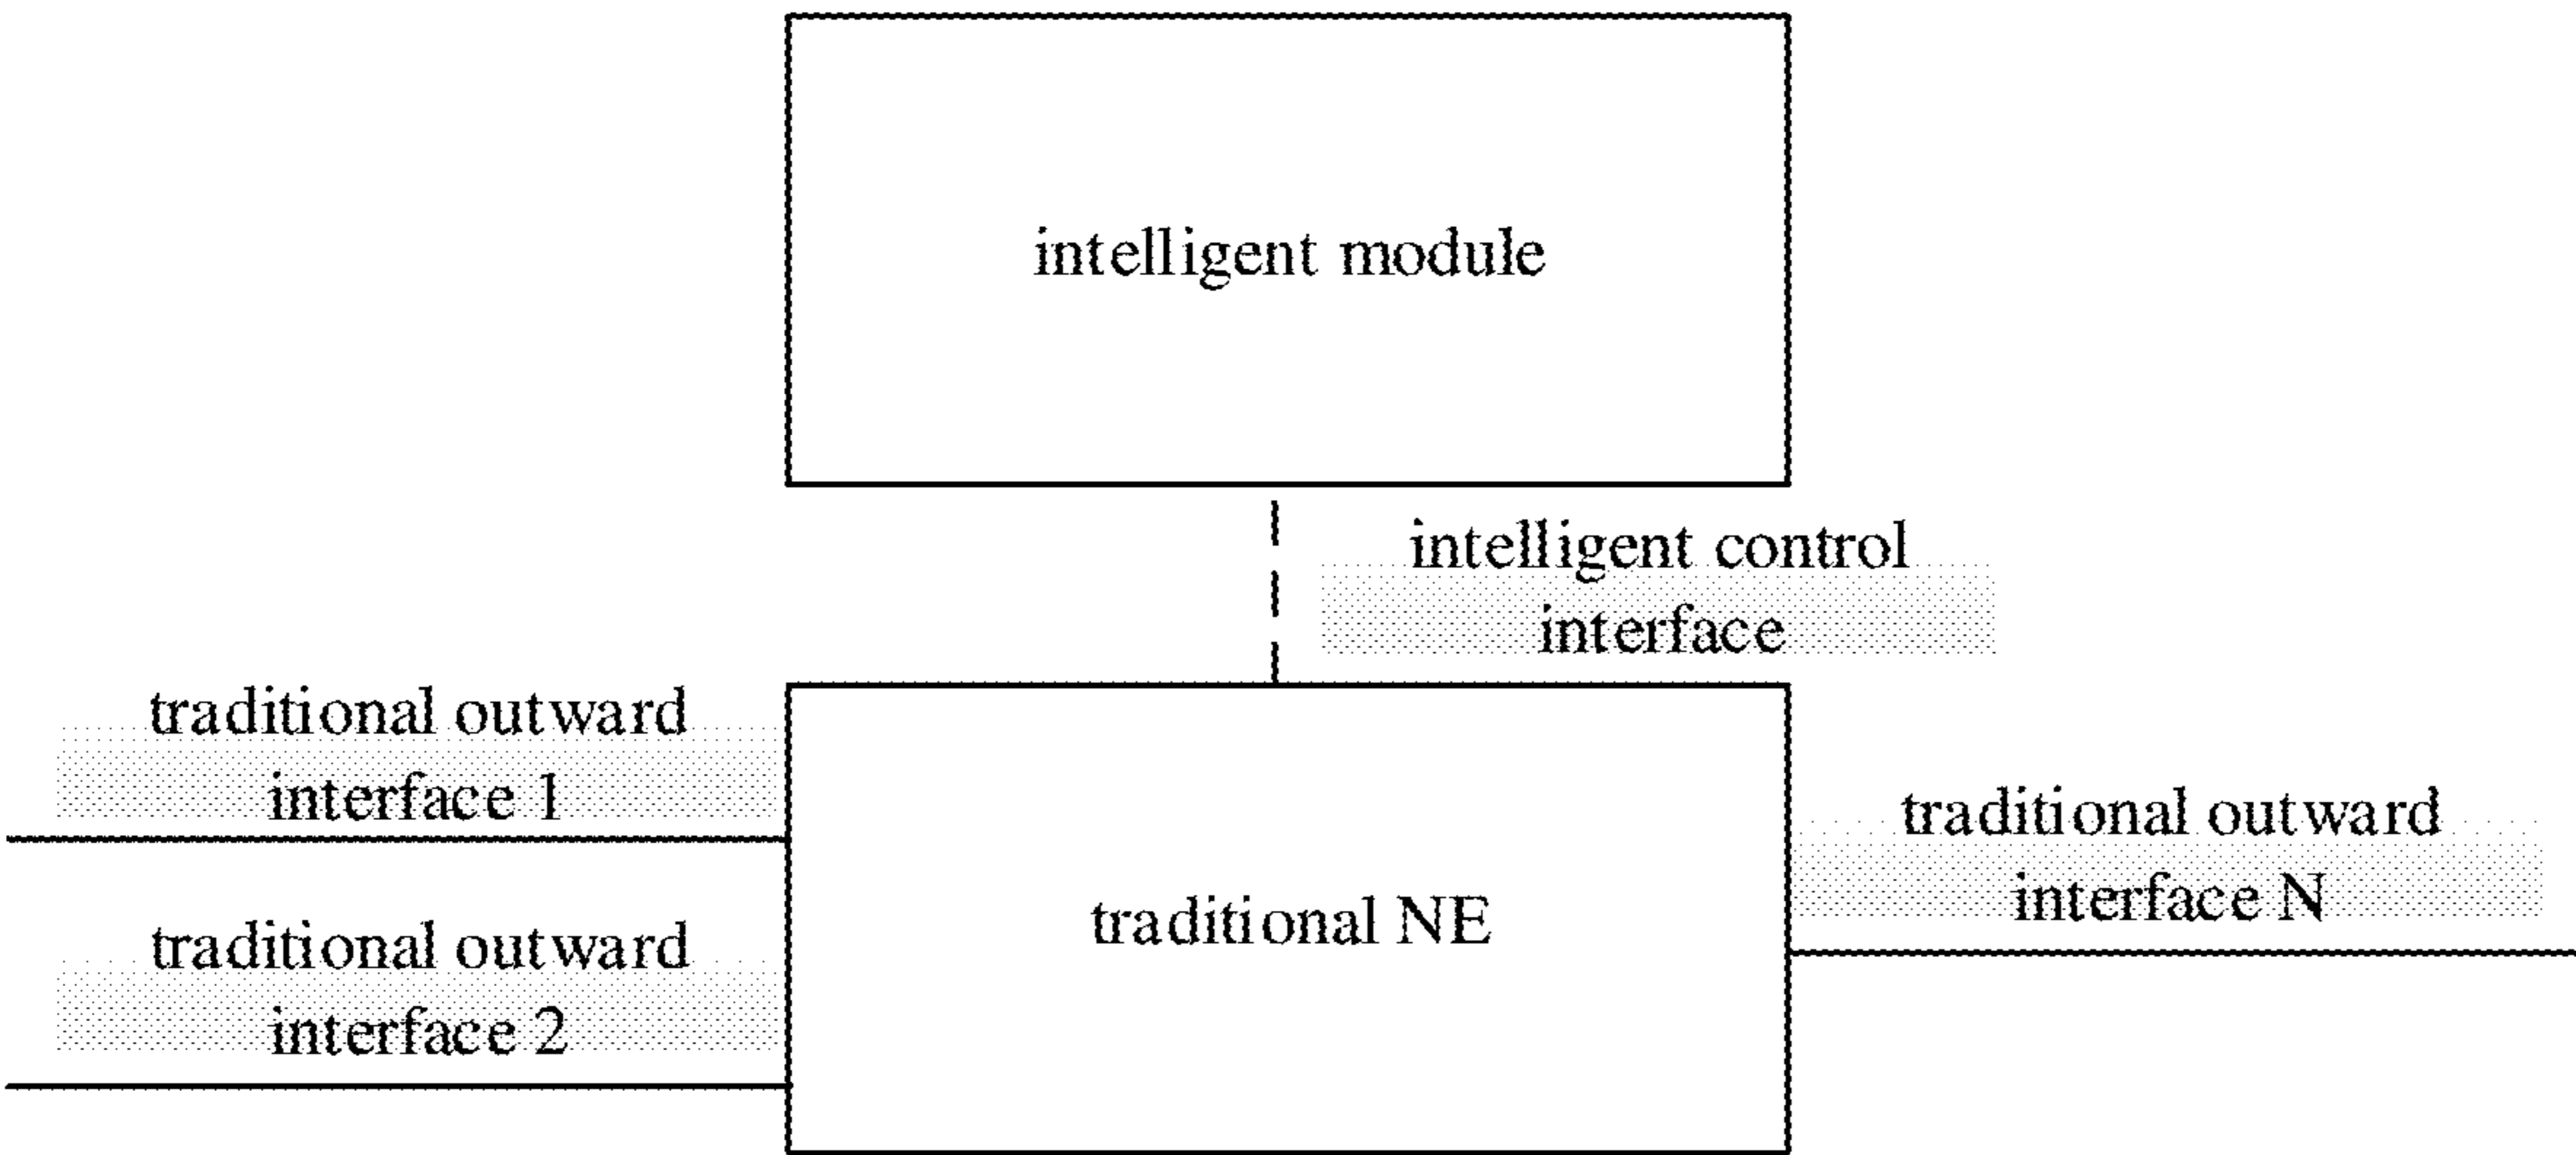 intelligent module
intelligent control
interface
traditional outward
interface 1
traditional outward
interface 2
traditional NE
traditional outward
interface N